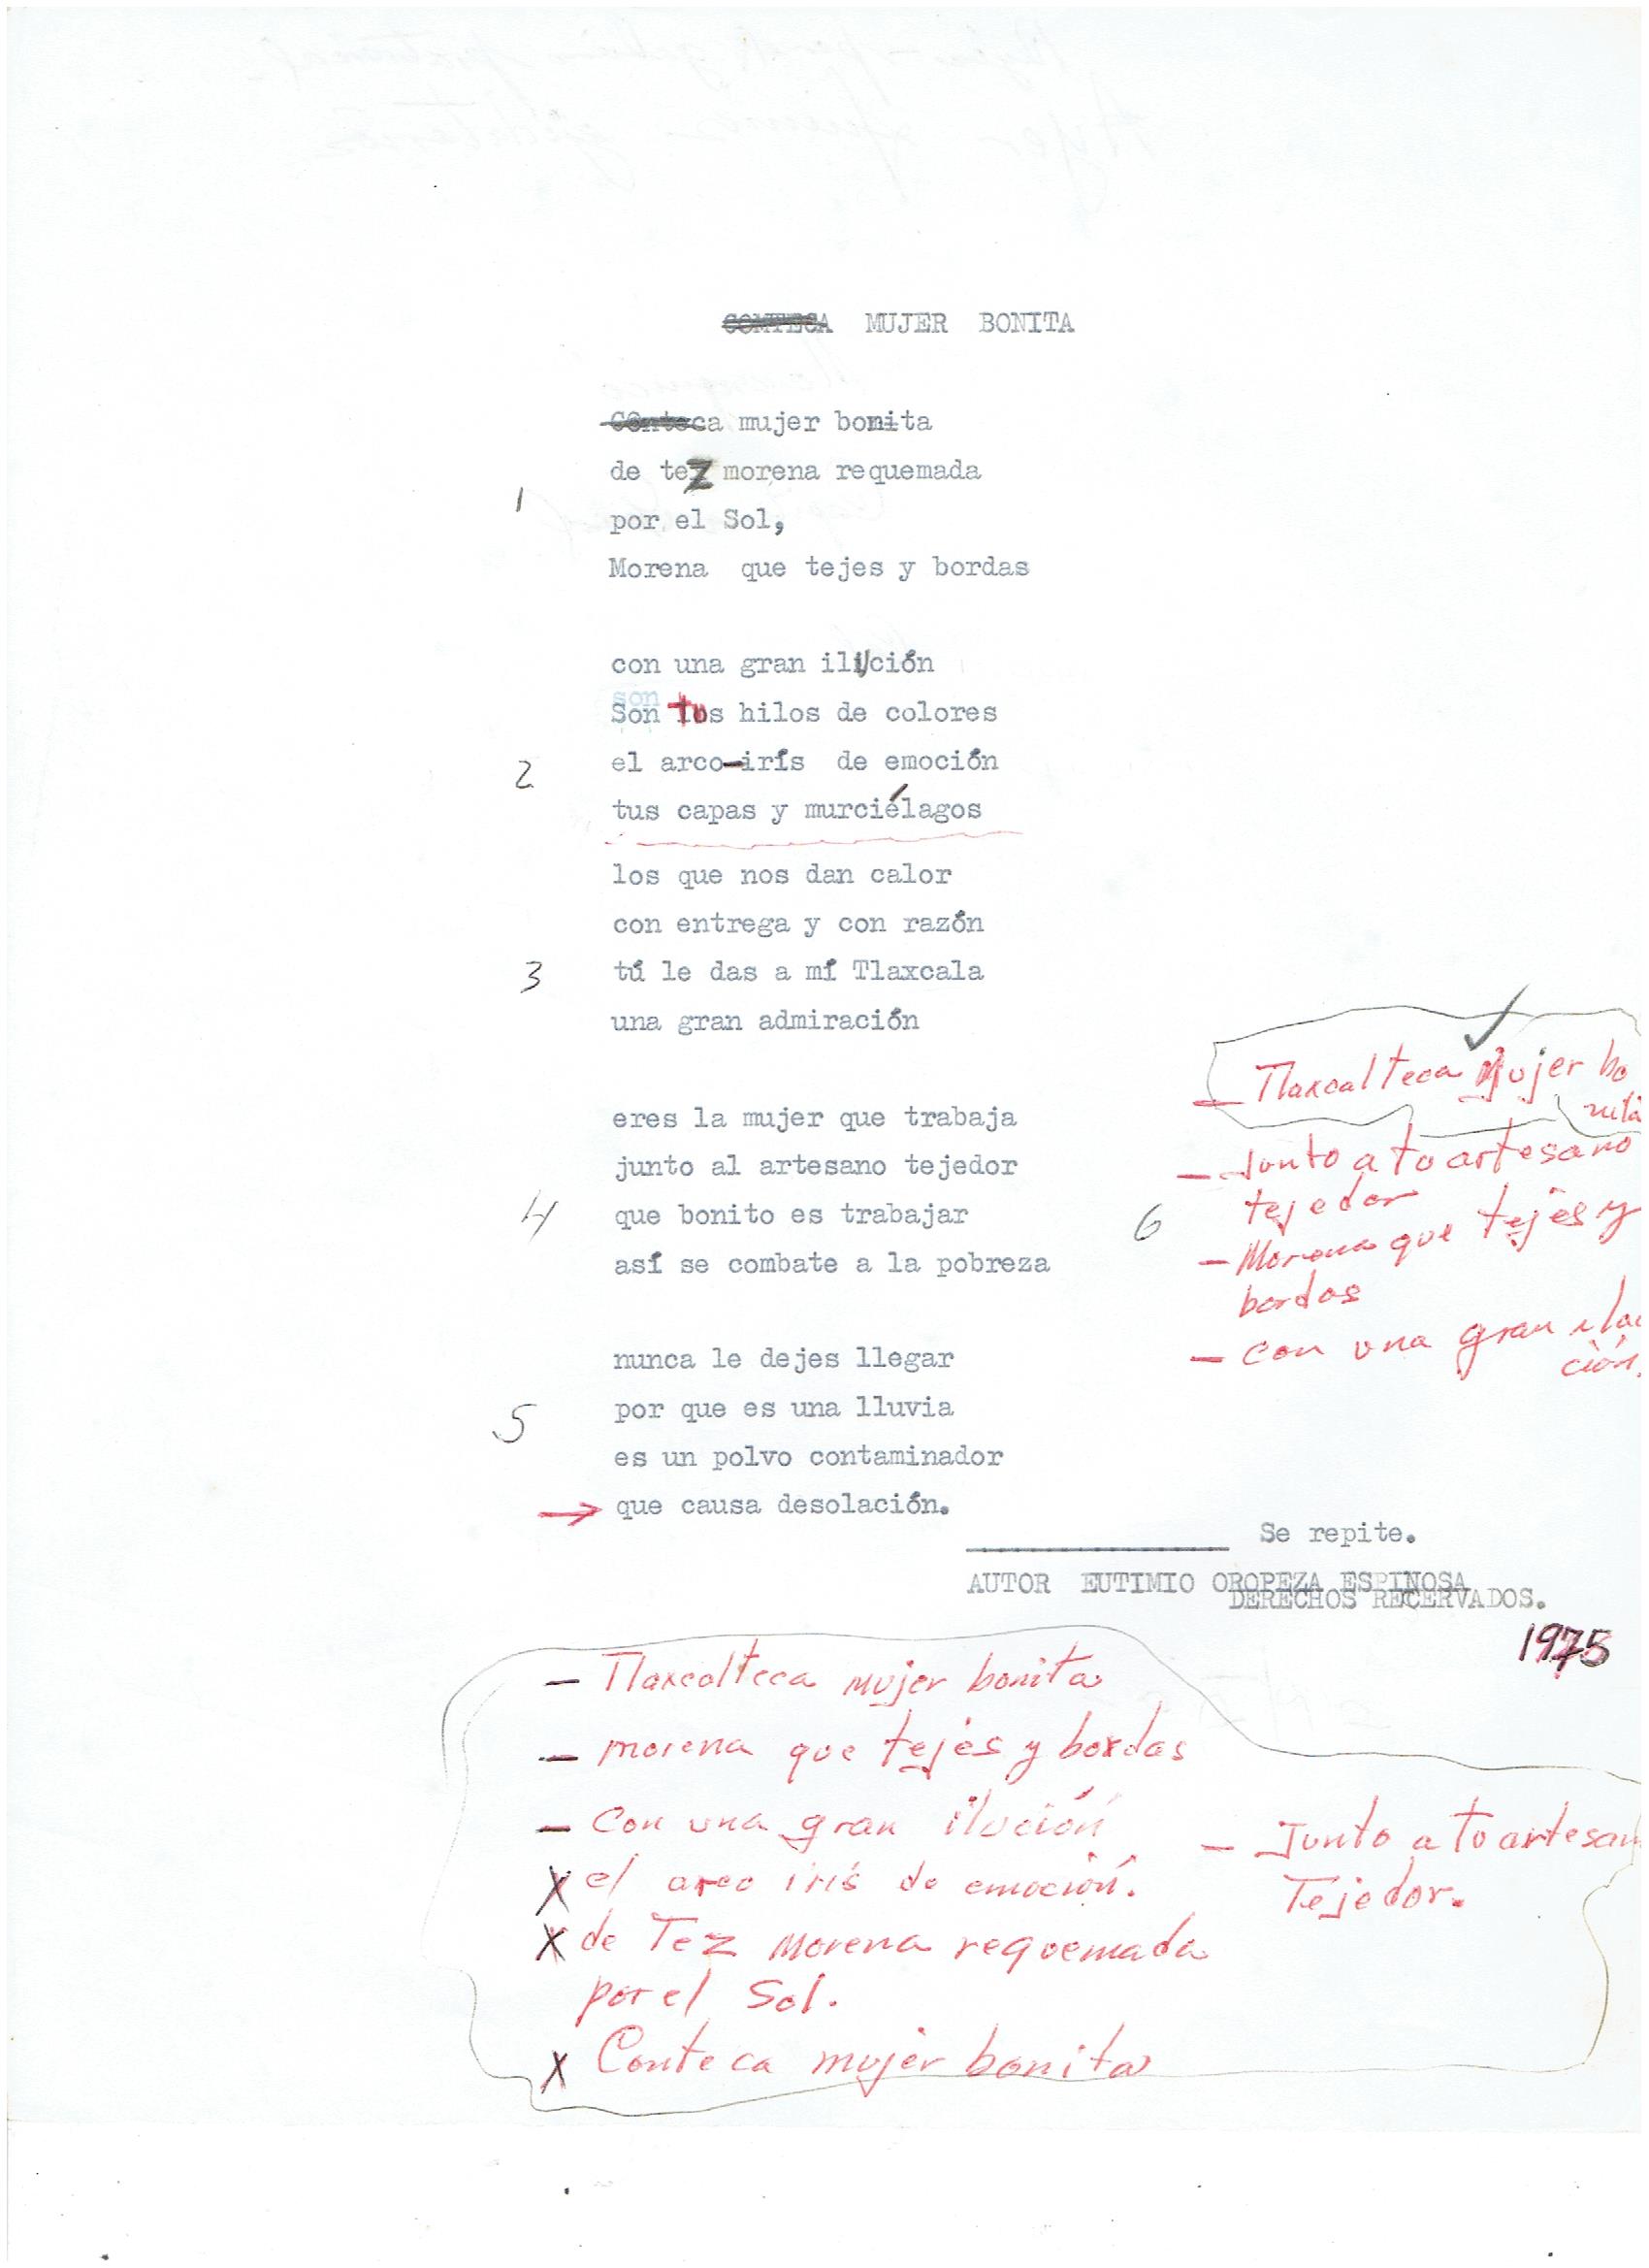 COMTECA MUJER BONITA
COnteca mujer bonita
de teZ morena requemada
por el Sol,
1
Morena que tejes y bordas
con una gran ilución
son
Son tus hilos de colores
el arco-irís de emoción
2
tus capas y murciélagos
los que nos dan calor
con entrega y con razón
3
tú le das a mí Tlaxcala
una gran admiración
eres la mujer que trabaja
junto al artesano tejedor
4
que bonito es trabajar
así se combate a la pobreza
nunca le dejes llegar
5
por que es una lluvia
es un polvo contaminador
→ que causa desolación.
Se repite.
AUTOR EUTIMIO OROPEZA ESPINOSA
DERECHOS RECERVADOS.
1975
6
— Tlaxcalteca Mujer bo
nita
— Junto a tu artesano
tejedor
— Morena que tejes y
bordas
— con una gran ilu
ción.
— Tlaxcalteca mujer bonita
— morena que tejes y bordas
— Con una gran ilución
X el arco iris de emoción.
X de Tez morena requemada
por el Sol.
X Conteca mujer bonita
— Junto a tu artesan
Tejedor.